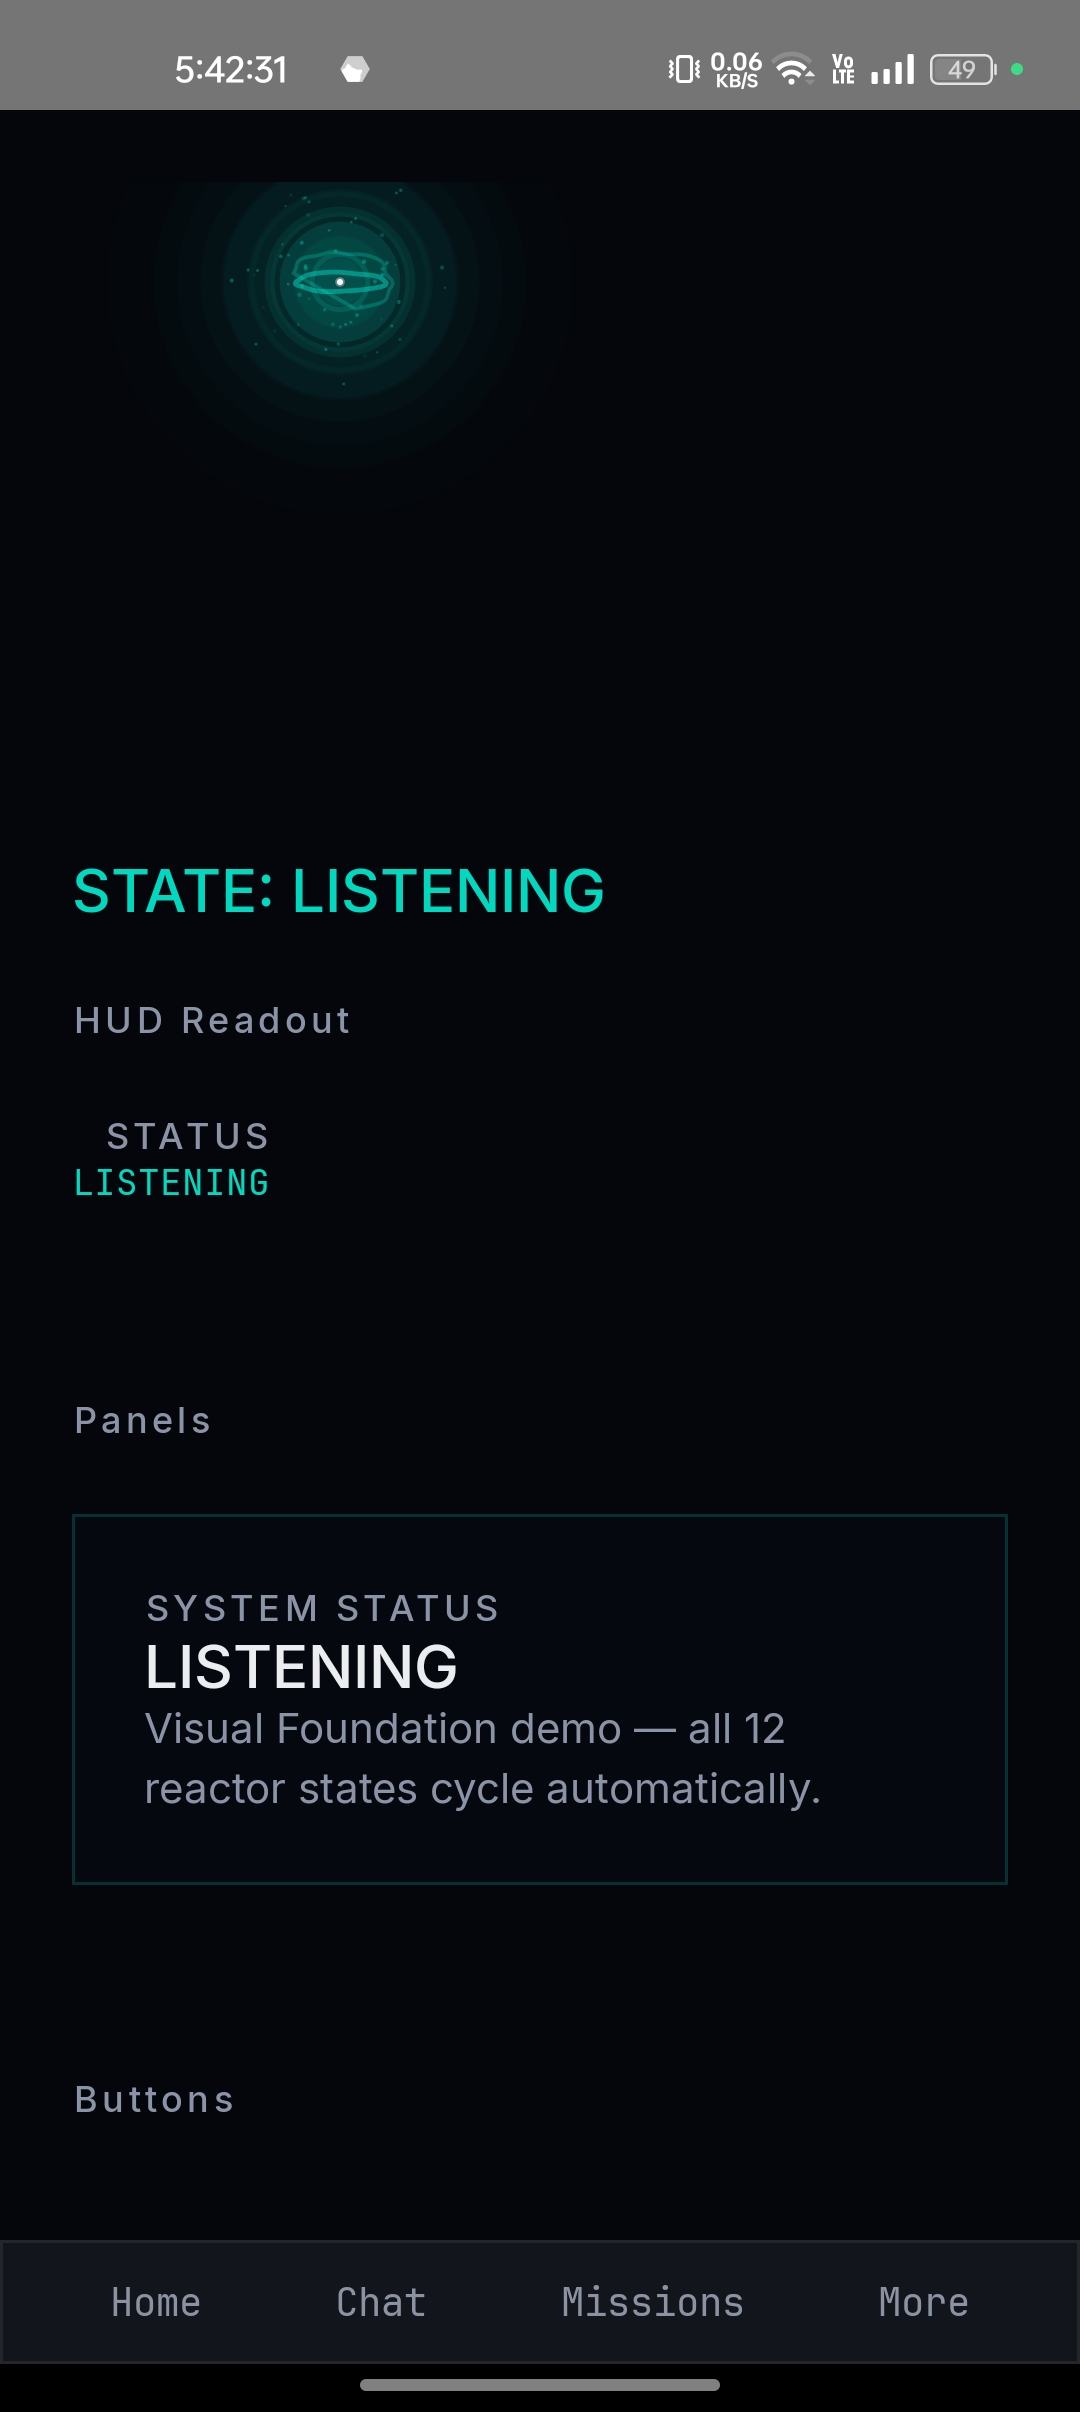 5:42:31
0.06
KB/S
Vo
LTE
49
STATE: LISTENING
HUD Readout
STATUS
LISTENING
Panels
SYSTEM STATUS
LISTENING
Visual Foundation demo — all 12
reactor states cycle automatically.
Buttons
Home Chat Missions More